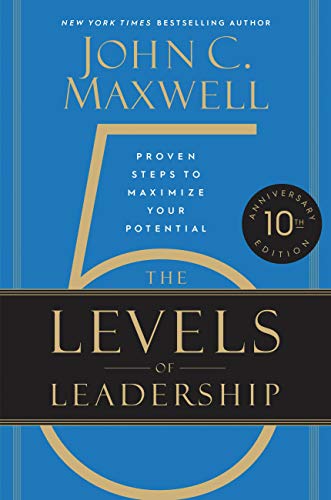 NEW YORK TIMES BESTSELLING AUTHOR
JOHN C.
MAXWELL
PROVEN
STEPS TO
MAXIMIZE
YOUR
POTENTIAL
ANNIVERSARY
10TH
EDITION
THE
5
LEVELS
OF
LEADERSHIP